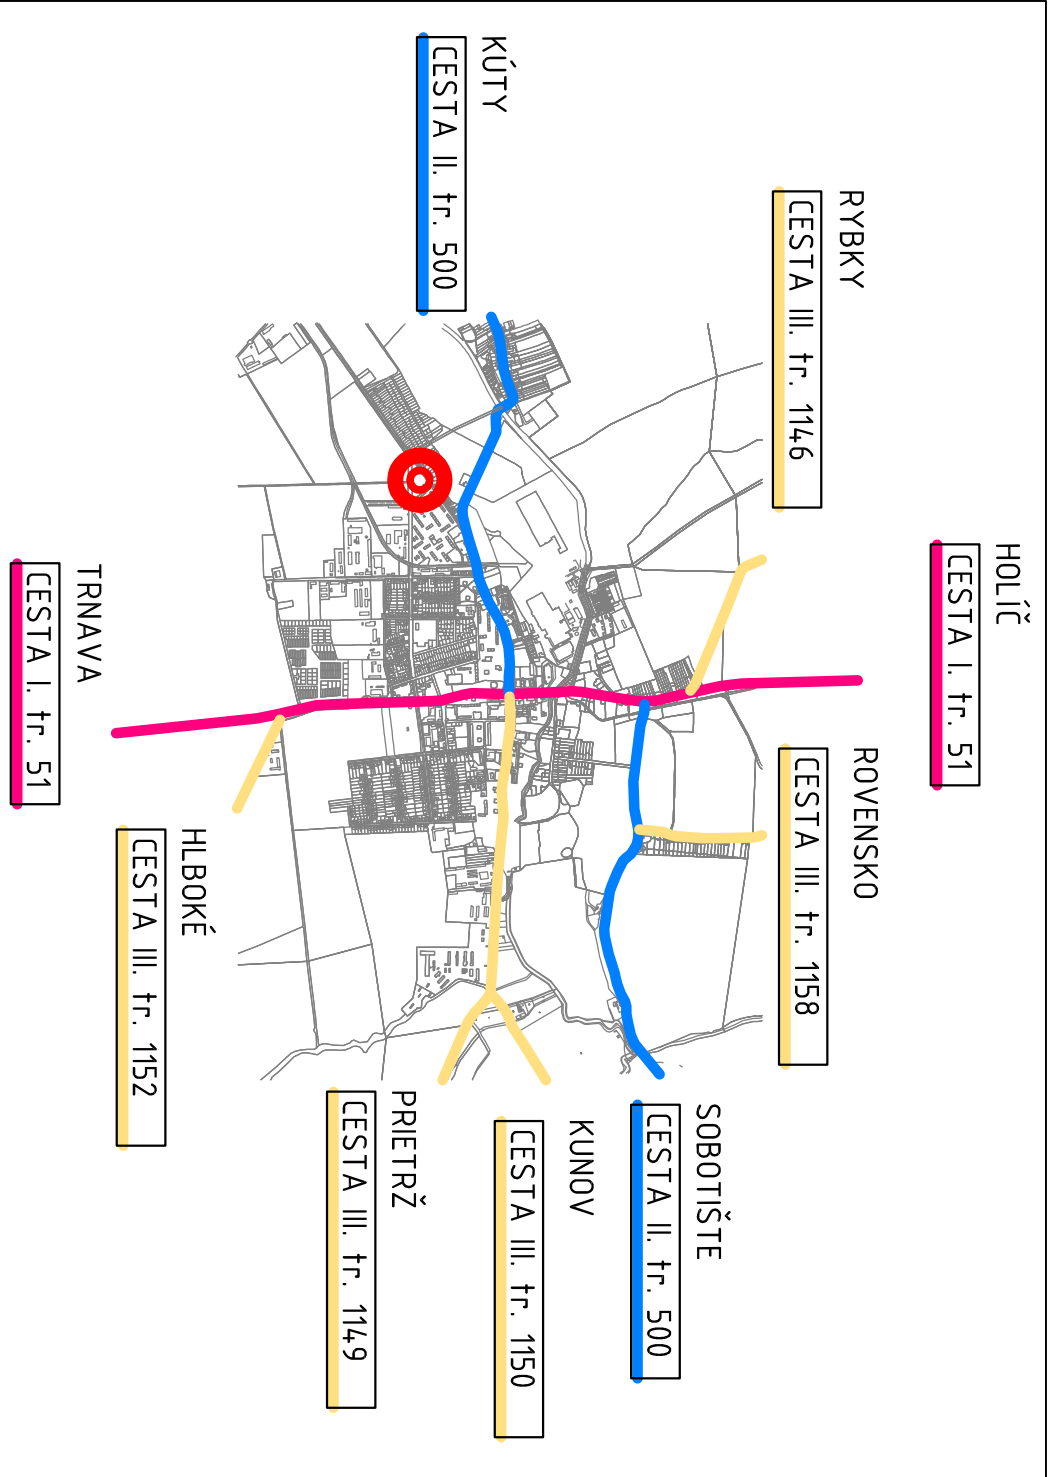 HOLÍČ
CESTA I. tr. 51
ROVENSKO
CESTA III. tr. 1158
RYBKY
CESTA III. tr. 1146
SOBOTIŠTE
CESTA II. tr. 500
KUNOV
CESTA III. tr. 1150
KÚTY
CESTA II. tr. 500
PRIETRŽ
CESTA III. tr. 1149
HLBOKÉ
CESTA III. tr. 1152
TRNAVA
CESTA I. tr. 51